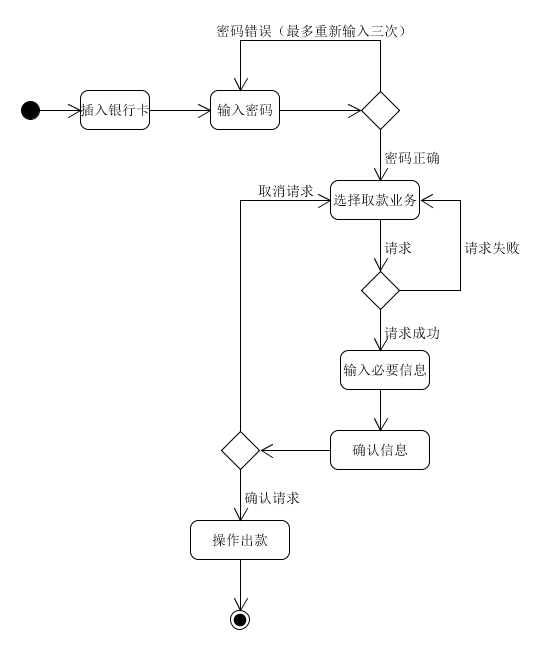 密码错误（最多重新输入三次）
插入银行卡
输入密码
密码正确
取消请求
选择取款业务
请求
请求失败
请求成功
输入必要信息
确认信息
确认请求
操作出款